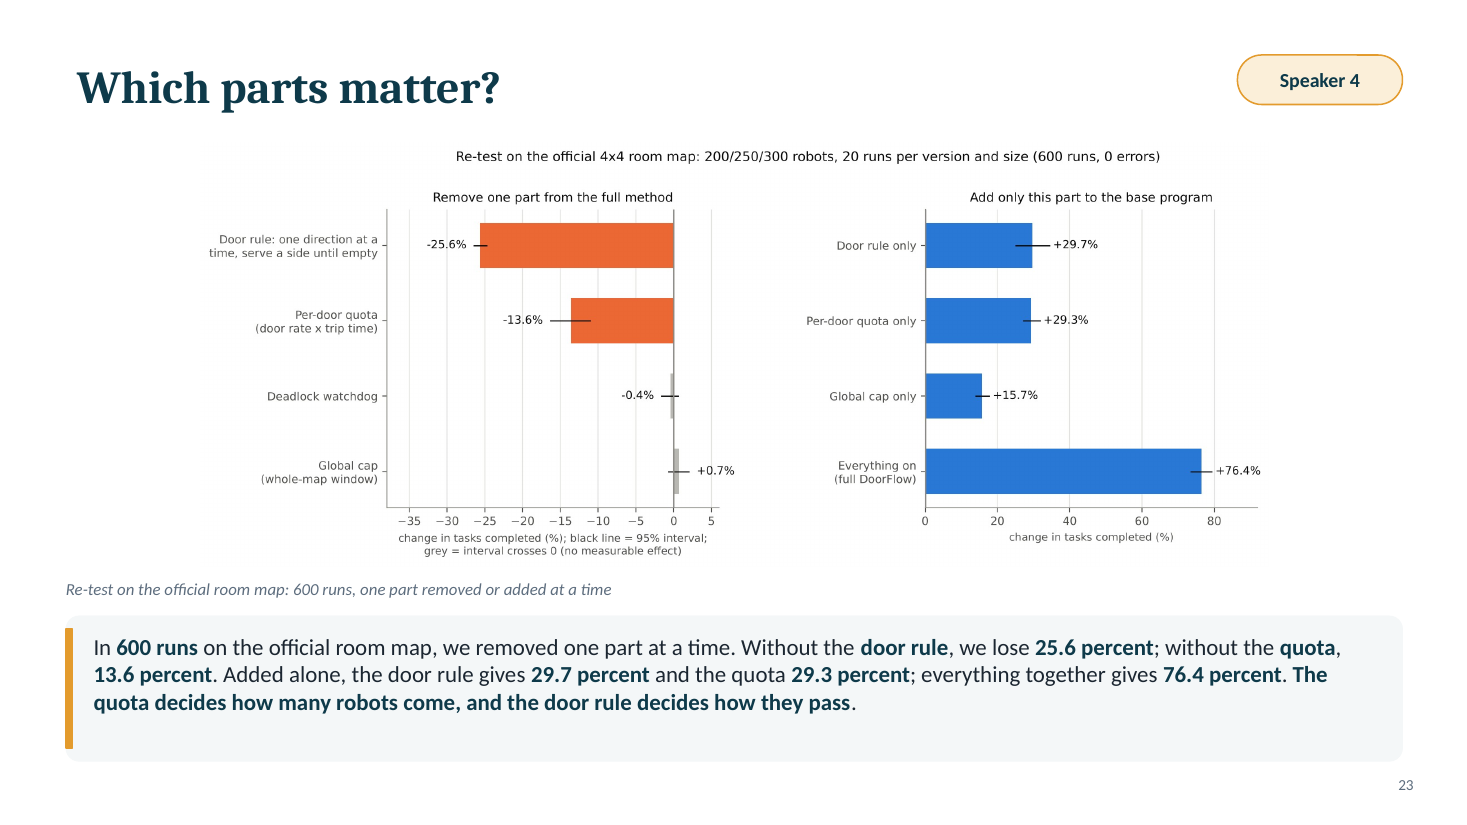 Which parts matter?
Speaker 4
Re-test on the official 4x4 room map: 200/250/300 robots, 20 runs per version and size (600 runs, 0 errors)
Remove one part from the full method
Door rule: one direction at a
time, serve a side until empty
-25.6%
Per-door quota
(door rate x trip time)
-13.6%
Deadlock watchdog
-0.4%
Global cap
(whole-map window)
+0.7%
−35 −30 −25 −20 −15 −10 −5 0 5
change in tasks completed (%); black line = 95% interval;
grey = interval crosses 0 (no measurable effect)
Add only this part to the base program
Door rule only
+29.7%
Per-door quota only
+29.3%
Global cap only
+15.7%
Everything on
(full DoorFlow)
+76.4%
0 20 40 60 80
change in tasks completed (%)
Re-test on the official room map: 600 runs, one part removed or added at a time
In 600 runs on the official room map, we removed one part at a time. Without the door rule, we lose 25.6 percent; without the quota,
13.6 percent. Added alone, the door rule gives 29.7 percent and the quota 29.3 percent; everything together gives 76.4 percent. The
quota decides how many robots come, and the door rule decides how they pass.
23